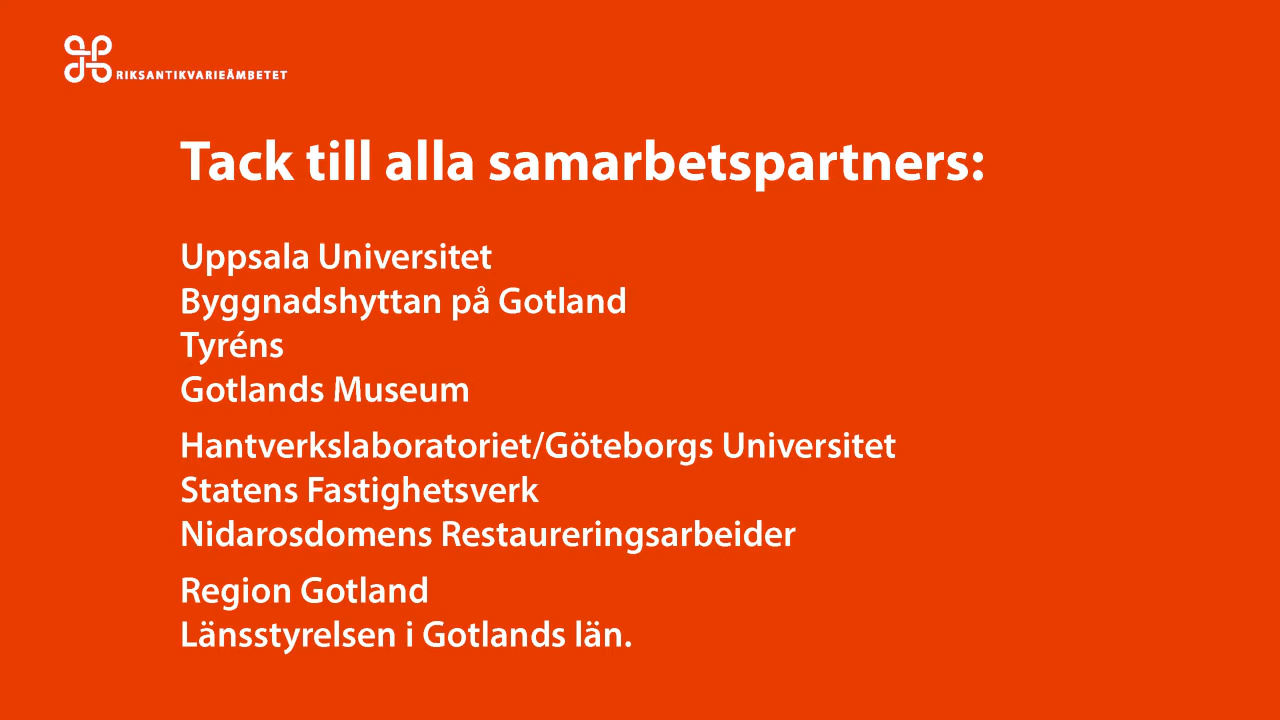 RIKSANTIKVARIEÄMBETET
Tack till alla samarbetspartners:
Uppsala Universitet
Byggnadshyttan på Gotland
Tyréns
Gotlands Museum
Hantverkslaboratoriet/Göteborgs Universitet
Statens Fastighetsverk
Nidarosdomens Restaureringsarbeider
Region Gotland
Länsstyrelsen i Gotlands län.